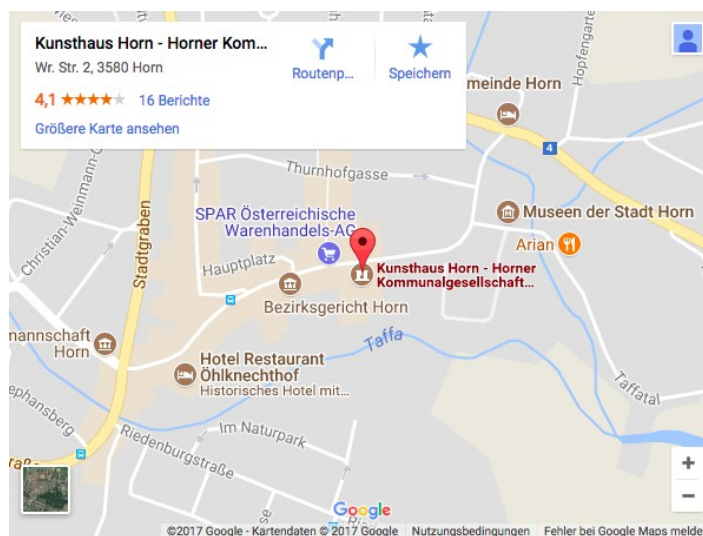 Kunsthaus Horn - Horner Kom...
Wr. Str. 2, 3580 Horn
4,1
16 Berichte
Größere Karte ansehen
Routenp...
Speichern
Hopfengarte
meinde Horn
4
Thurnhofgasse
Christian-Weinmann-G
Stadtgraben
SPAR Österreichische
Warenhandels-AG
Museen der Stadt Horn
Arian
Hauptplatz
Kunsthaus Horn - Horner
Kommunalgesellschaft...
Bezirksgericht Horn
mannschaft
Horn
Taffa
Hotel Restaurant
Öhlknechthof
Historisches Hotel mit...
Taffatal
ephansberg
Im Naturpark
Riedenburgstraße
Google
©2017 Google - Kartendaten © 2017 Google
Nutzungsbedingungen
Fehler bei Google Maps melde